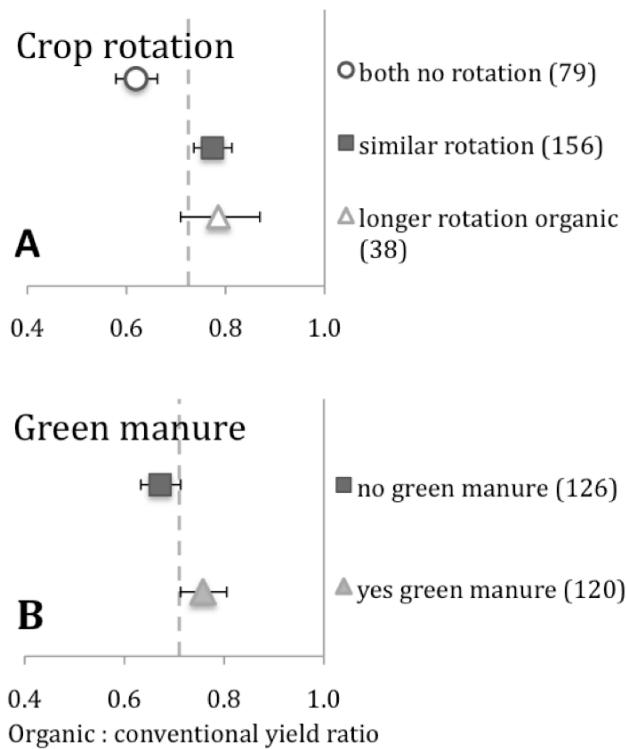 Crop rotation
both no rotation (79)
similar rotation (156)
longer rotation organic
(38)
A
0.4 0.6 0.8 1.0
Green manure
no green manure (126)
yes green manure (120)
B
0.4 0.6 0.8 1.0
Organic : conventional yield ratio